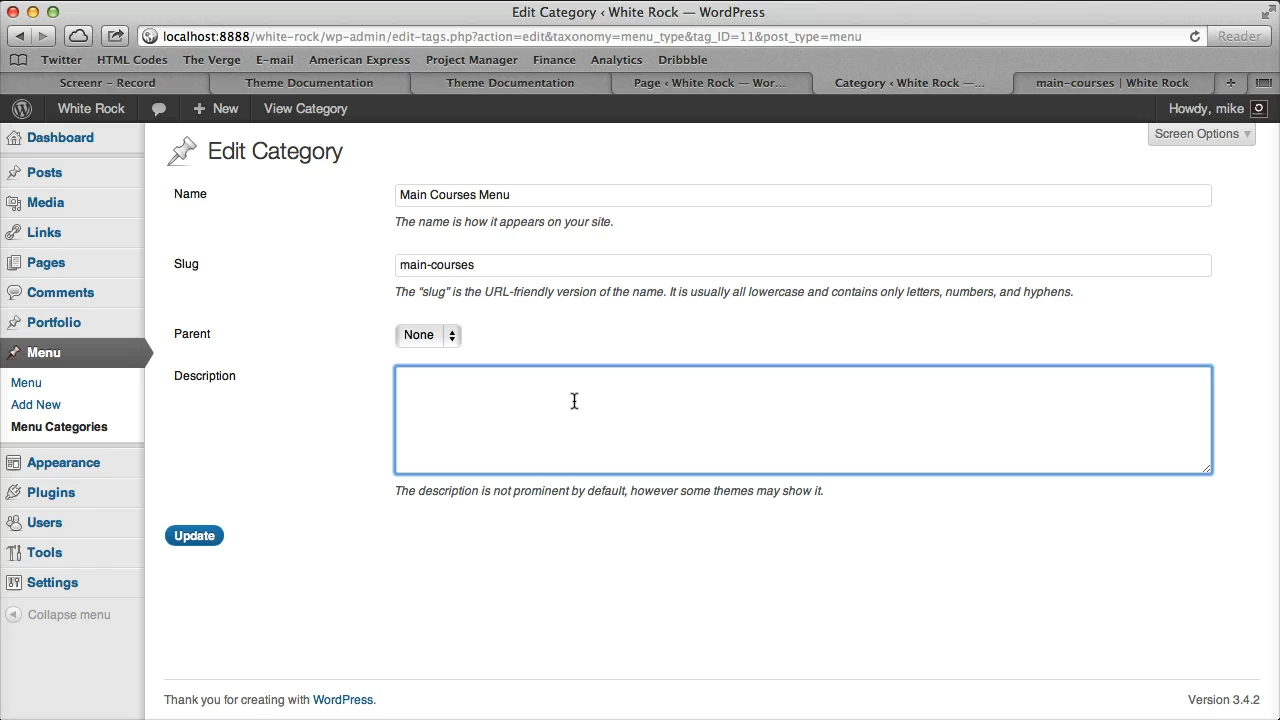 Edit Category ‹ White Rock — WordPress
localhost:8888/white-rock/wp-admin/edit-tags.php?action=edit&taxonomy=menu_type&tag_ID=11&post_type=menu
Reader
Twitter HTML Codes The Verge E-mail American Express Project Manager Finance Analytics Dribbble
Screenr – Record Theme Documentation Theme Documentation Page ‹ White Rock — Wor... Category ‹ White Rock —... main-courses | White Rock
White Rock New View Category Howdy, mike
Screen Options
Dashboard
Posts
Media
Links
Pages
Comments
Portfolio
Menu
Menu
Add New
Menu Categories
Appearance
Plugins
Users
Tools
Settings
Collapse menu
Edit Category
Name
Main Courses Menu
The name is how it appears on your site.
Slug
main-courses
The “slug” is the URL-friendly version of the name. It is usually all lowercase and contains only letters, numbers, and hyphens.
Parent
None
Description
The description is not prominent by default, however some themes may show it.
Update
Thank you for creating with WordPress.
Version 3.4.2